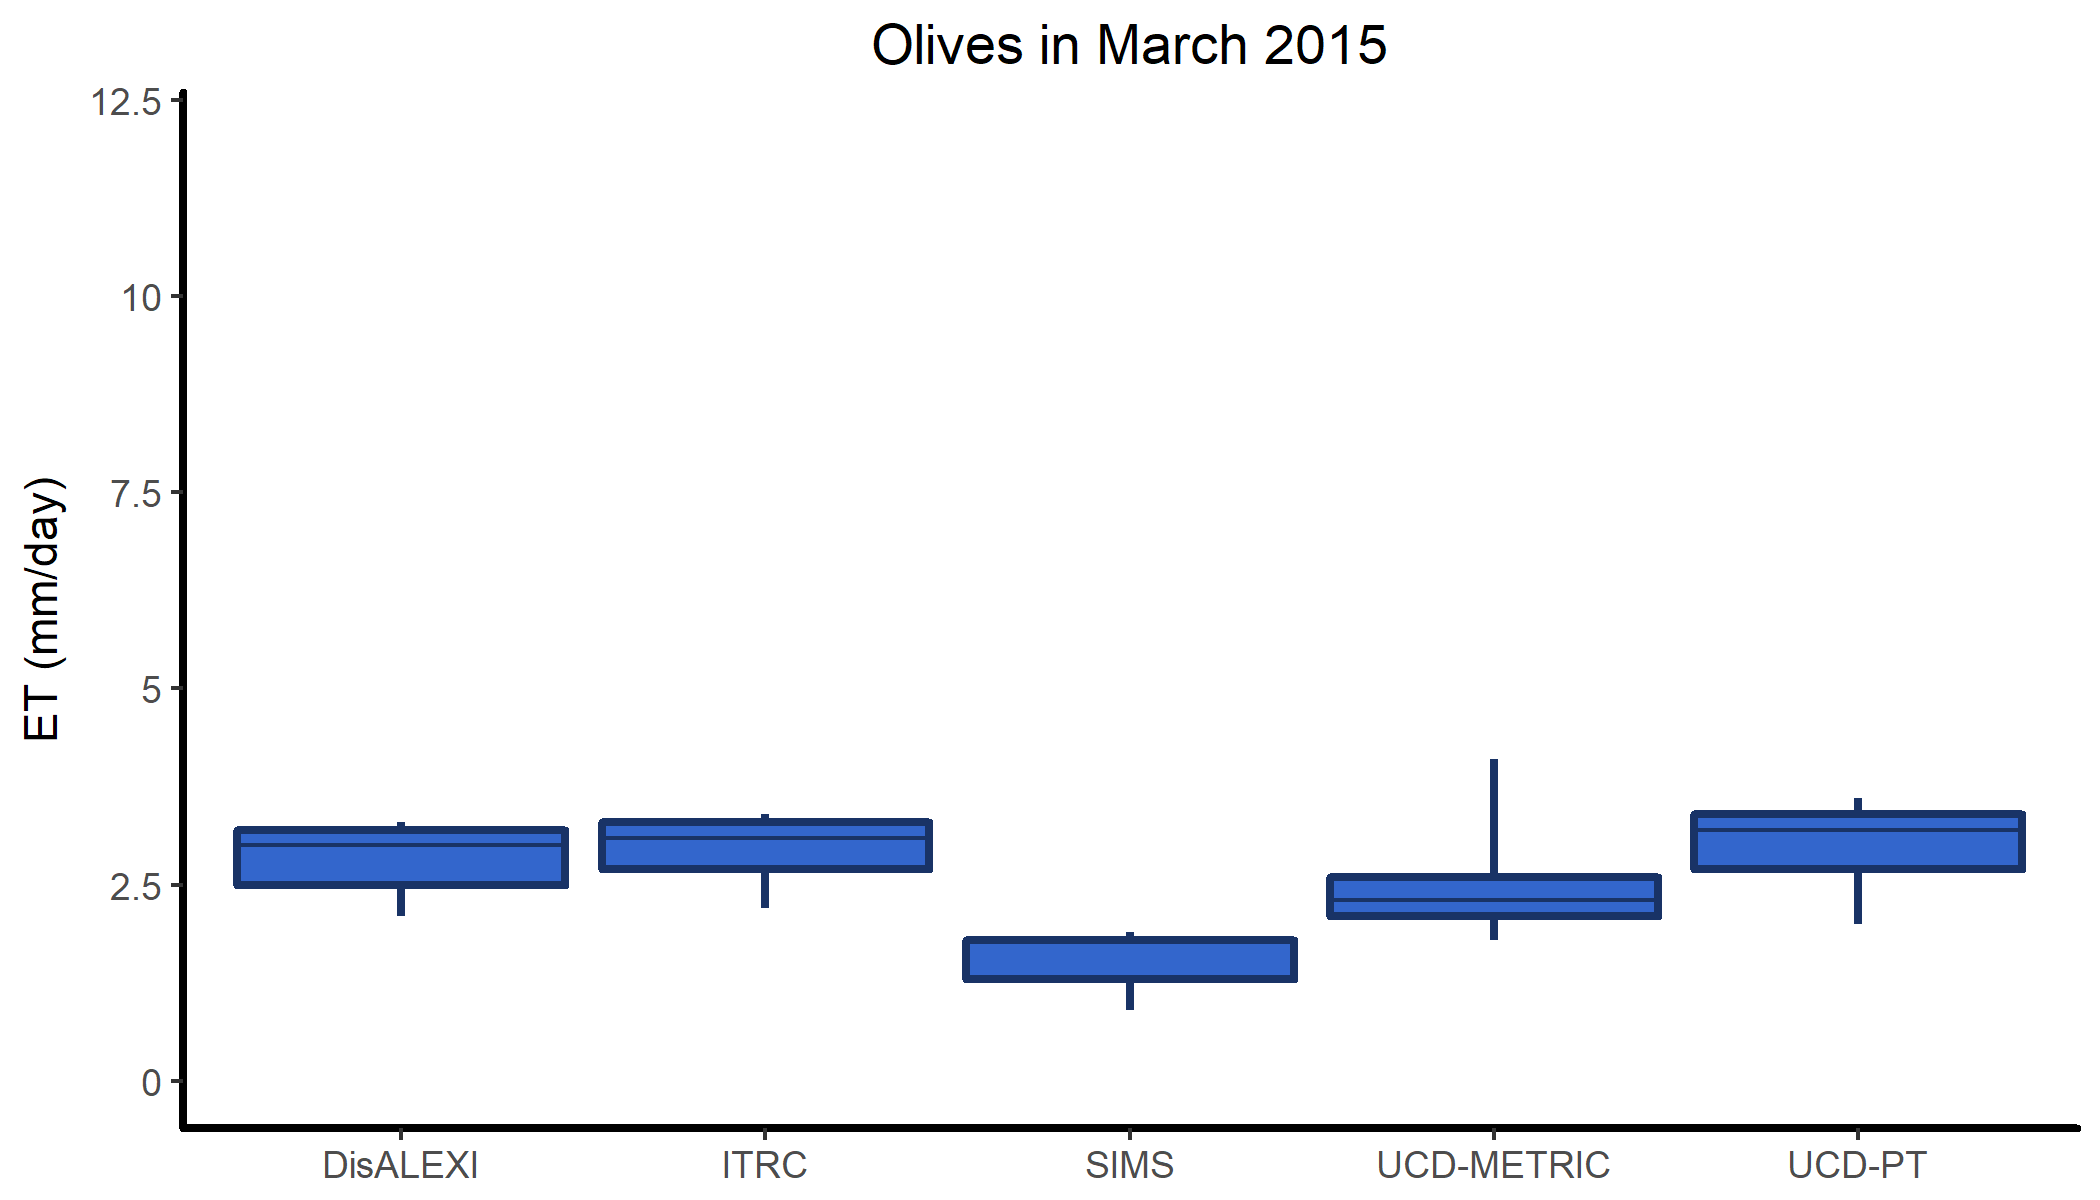 Olives in March 2015
ET (mm/day)
12.5
10
7.5
5
2.5
0
DisALEXI ITRC SIMS UCD-METRIC UCD-PT